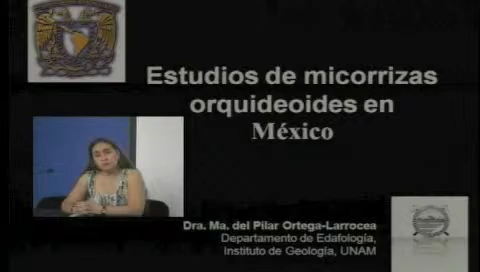 Estudios de micorrizas
orquideoides en
México
Dra. Ma. del Pilar Ortega-Larrocea
Departamento de Edafología,
Instituto de Geología, UNAM